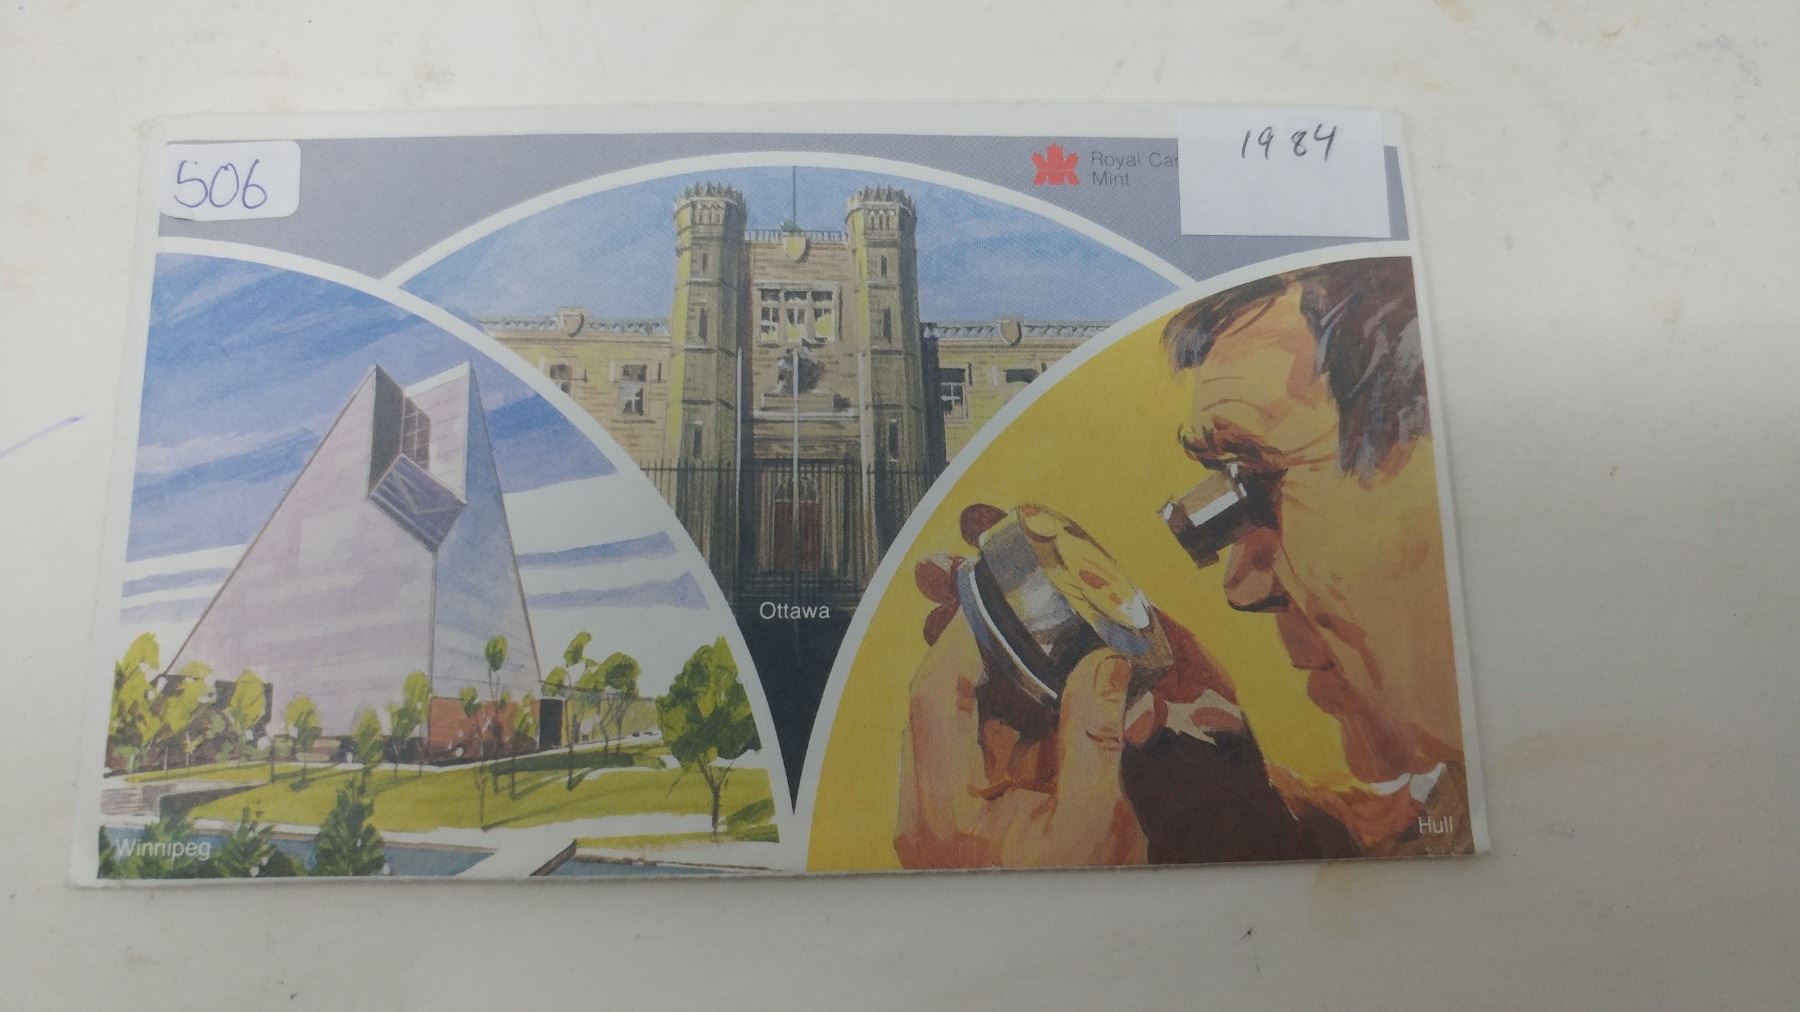 506
Royal Ca
Mint
1984
Ottawa
Winnipeg
Hull